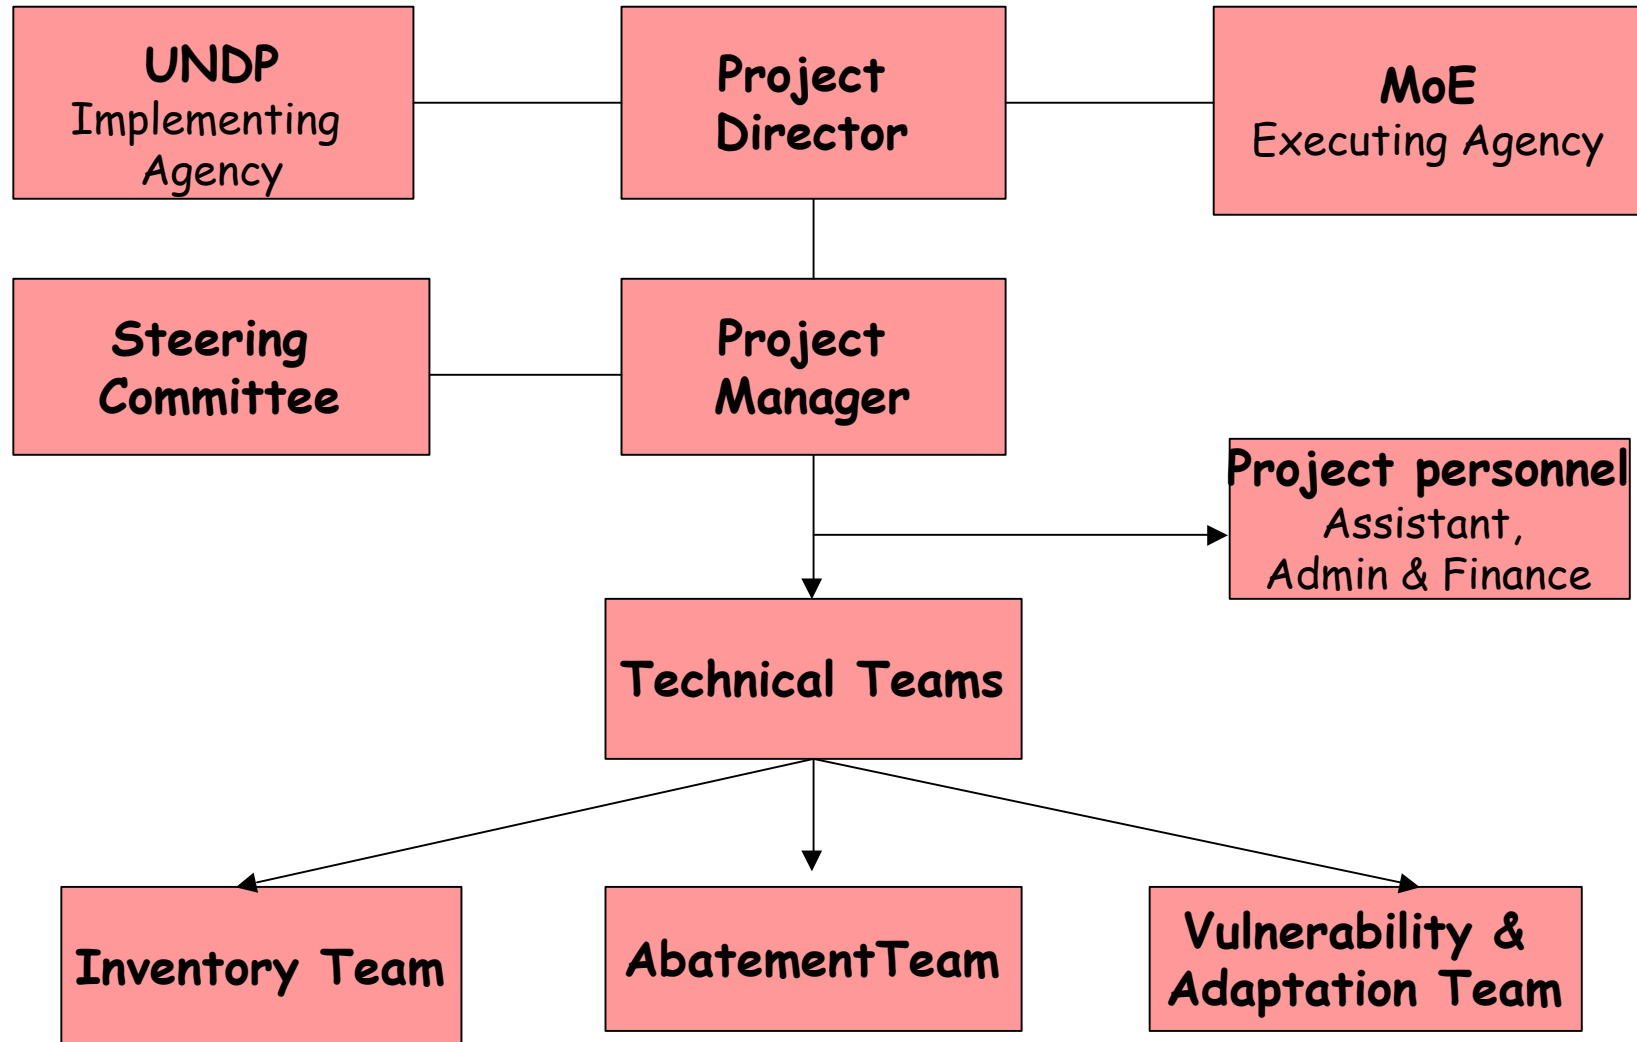 UNDP
Implementing
Agency
Project
Director
MoE
Executing Agency
Steering
Committee
Project
Manager
Project personnel
Assistant,
Admin & Finance
Technical Teams
Inventory Team
AbatementTeam
Vulnerability &
Adaptation Team